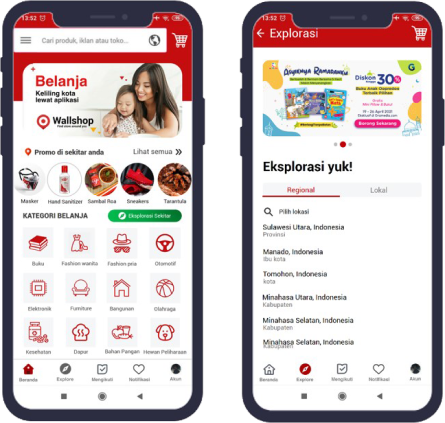 13:52
Cari produk, iklan atau toko...
Belanja
Keliling kota
lewat aplikasi
Wallshop
Promo di sekitar anda
Lihat semua
Masker
Hand Sanitizer
Sambal Roa
Sneakers
Tarantula
KATEGORI BELANJA
Eksplorasi Sekitar
Buku
Fashion wanita
Fashion pria
Otomotif
Elektronik
Furniture
Bangunan
Olahraga
Kesehatan
Dapur
Bahan Pangan
Hewan Peliharaan
Beranda
Explore
Mengikuti
Notifikasi
Akun
13:52
Explorasi
Asyiknya Ramadanku
Diskon 30%
G
Borong Sekarang
Eksplorasi yuk!
Regional
Lokal
Pilih lokasi
Sulawesi Utara, Indonesia
Provinsi
Manado, Indonesia
Ibu kota
Tomohon, Indonesia
kota
Minahasa Utara, Indonesia
Kabupaten
Minahasa Selatan, Indonesia
Kabupaten
Minahasa Selatan, Indonesia
Kabupaten
Beranda
Explore
Mengikuti
Notifikasi
Akun